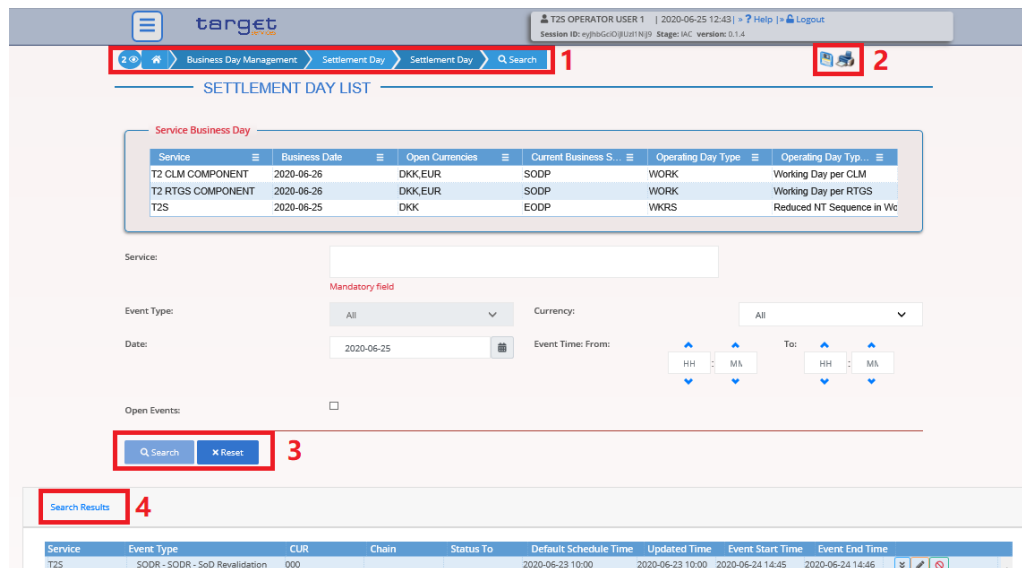 target
T2S OPERATOR USER 1 | 2020-06-25 12:43| » ? Help |» Logout
Session ID: eyJhbGciOiJIUzI1NiJ9 Stage: IAC version: 0.1.4
2 Business Day Management Settlement Day Settlement Day Search 1 2
SETTLEMENT DAY LIST
Service Business Day
Service Business Date Open Currencies Current Business S... Operating Day Type Operating Day Typ...
T2 CLM COMPONENT 2020-06-26 DKK,EUR SODP WORK Working Day per CLM
T2 RTGS COMPONENT 2020-06-26 DKK,EUR SODP WORK Working Day per RTGS
T2S 2020-06-25 DKK EODP WKRS Reduced NT Sequence in Wo
Service:
Mandatory field
Event Type: All Currency: All
Date: 2020-06-25 Event Time: From: HH : MM To: HH : MM
Open Events:
Search Reset 3
Search Results 4
Service Event Type CUR Chain Status To Default Schedule Time Updated Time Event Start Time Event End Time
T2S SODR - SODR - SoD Revalidation 000 2020-06-23 10:00 2020-06-23 10:00 2020-06-24 14:45 2020-06-24 14:46